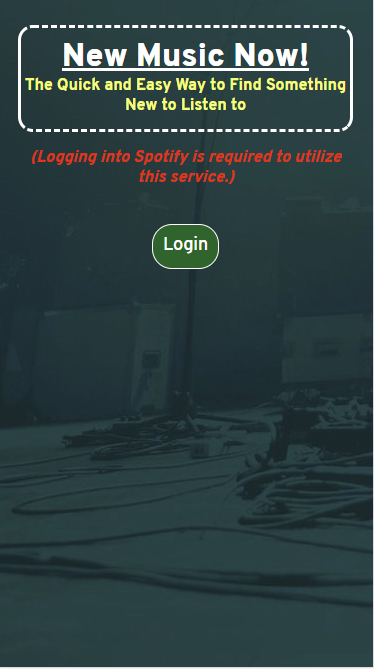 New Music Now!
The Quick and Easy Way to Find Something
New to Listen to
(Logging into Spotify is required to utilize
this service.)
Login